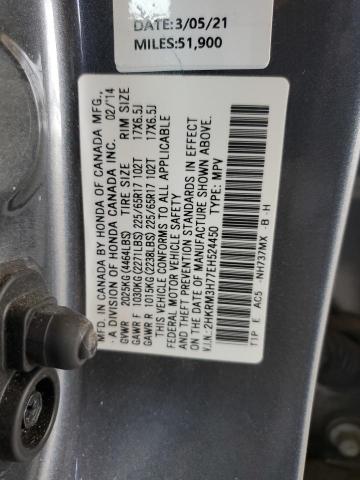 DATE:3/05/21
MILES:51,900
MFD. IN CANADA BY HONDA OF CANADA MFG.,
- A DIVISION OF HONDA CANADA INC. 02/'14
GVWR 2025KG(4464LBS) TIRE SIZE RIM SIZE
GAWR F 1030KG(2271LBS) 225/65R17 102T 17X6.5J
GAWR R 1015KG(2238LBS) 225/65R17 102T 17X6.5J
THIS VEHICLE CONFORMS TO ALL APPLICABLE
FEDERAL MOTOR VEHICLE SAFETY
AND THEFT PREVENTION STANDARDS IN EFFECT
ON THE DATE OF MANUFACTURE SHOWN ABOVE.
V.I.N.:2HKRM3H77EH524450 TYPE: MPV
TIP E AC5 -NH737MX -B-H